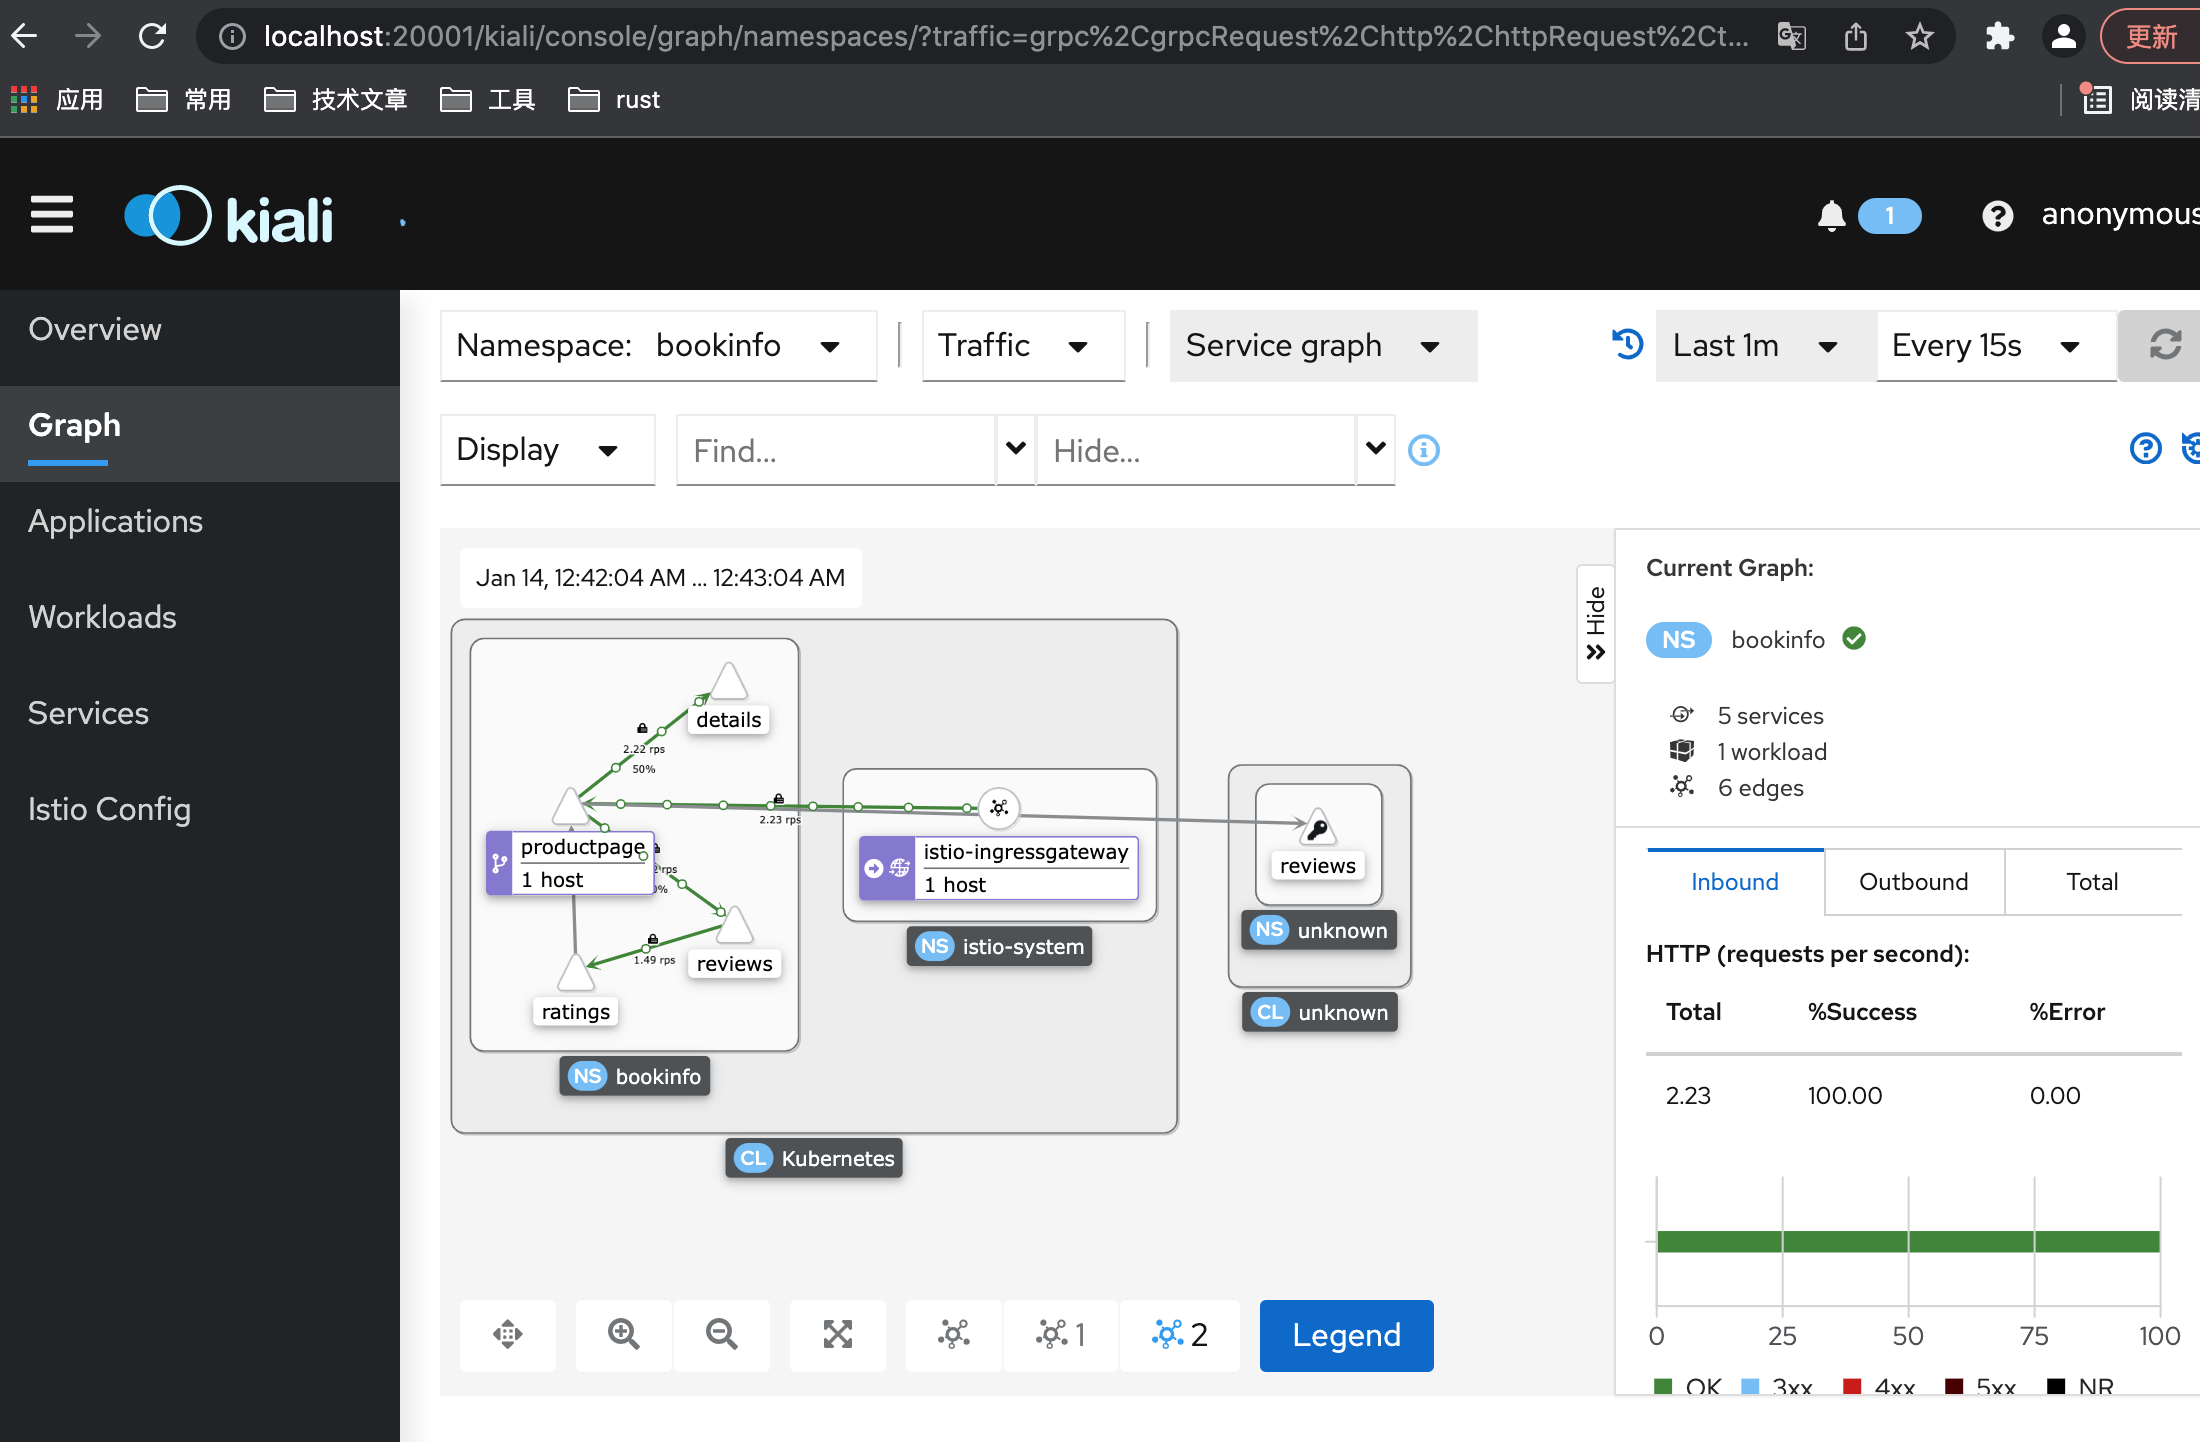 localhost:20001/kiali/console/graph/namespaces/?traffic=grpc%2CgrpcRequest%2Chttp%2ChttpRequest%2Ct...
更新
应用
常用
技术文章
工具
rust
阅读清
kiali
1
anonymous
Overview
Graph
Applications
Workloads
Services
Istio Config
Namespace: bookinfo
Traffic
Service graph
Last 1m
Every 15s
Display
Find...
Hide...
Jan 14, 12:42:04 AM ... 12:43:04 AM
Hide
details
2.22 rps
50%
2.23 rps
productpage
1 host
rps
0%
reviews
1.49 rps
ratings
NS bookinfo
istio-ingressgateway
1 host
NS istio-system
CL Kubernetes
reviews
NS unknown
CL unknown
1
2
Legend
Current Graph:
NS bookinfo
5 services
1 workload
6 edges
Inbound
Outbound
Total
HTTP (requests per second):
Total %Success %Error
2.23 100.00 0.00
0 25 50 75 100
OK 3xx 4xx 5xx NR